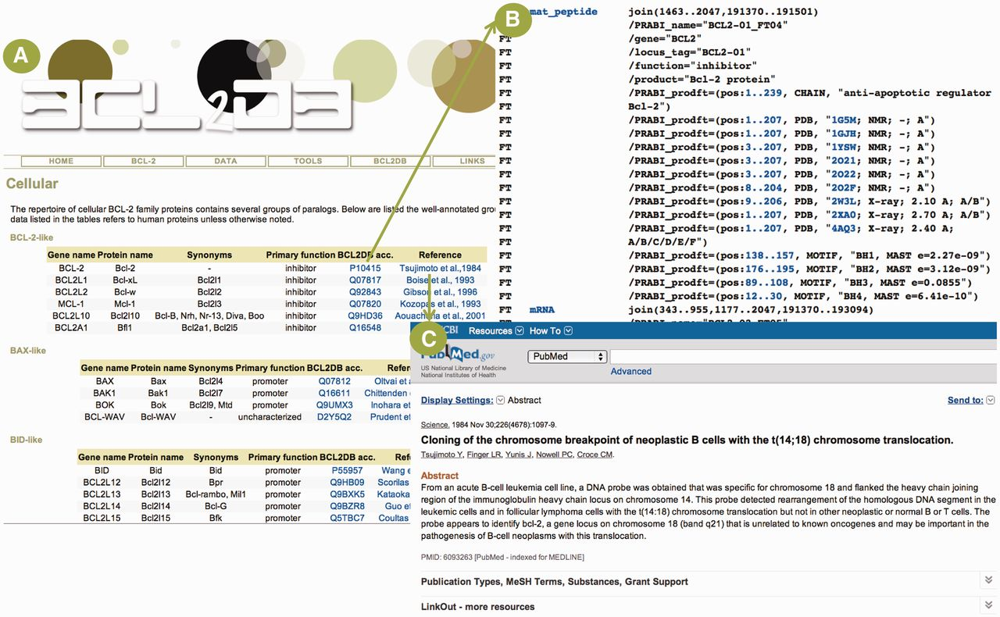 A
BCL2DB
HOME BCL-2 DATA TOOLS BCL2DB LINKS
Cellular
The repertoire of cellular BCL-2 family proteins contains several groups of paralogs. Below are listed the well-annotated
data listed in the tables refers to human proteins unless otherwise noted.
BCL-2-like
Gene name Protein name Synonyms Primary function BCL2DB acc. Reference
BCL-2 Bcl-2 - inhibitor P10415 Tsujimoto et al.,1984
BCL2L1 Bcl-xL Bcl2l1 inhibitor Q07817 Boise et al., 1993
BCL2L2 Bcl-w Bcl2l2 inhibitor Q92843 Gibson et al., 1996
MCL-1 Mcl-1 Bcl2l3 inhibitor Q07820 Kozopas et al., 1993
BCL2L10 Bcl2l10 Bcl-B, Nrh, Nr-13, Diva, Boo inhibitor Q9HD36 Aouacheria et al., 2001
BCL2A1 Bfl1 Bcl2a1, Bcl2l5 inhibitor Q16548
BAX-like
Gene name Protein name Synonyms Primary function BCL2DB acc. Refer
BAX Bax Bcl2l4 promoter Q07812 Oltvai et a
BAK1 Bak1 Bcl2l7 promoter Q16611 Chittenden
BOK Bok Bcl2l9, Mtd promoter Q9UMX3 Inohara et
BCL-WAV Bcl-WAV - uncharacterized D2Y5Q2 Prudent et
BID-like
Gene name Protein name Synonyms Primary function BCL2DB acc. Ref
BID Bid Bid promoter P55957 Wang e
BCL2L12 Bcl2l12 Bpr promoter Q9HB09 Scorilas
BCL2L13 Bcl2l13 Bcl-rambo, Mil1 promoter Q9BXK5 Kataoka
BCL2L14 Bcl2l14 Bcl-G promoter Q9BZR8 Guo et
BCL2L15 Bcl2l15 Bfk promoter Q5TBC7 Coultas
B
mat_peptide join(1463..2047,191370..191501)
/PRABI_name="BCL2-01_FT04"
FT /gene="BCL2"
FT /locus_tag="BCL2-01"
FT /function="inhibitor"
FT /product="Bcl-2 protein"
FT /PRABI_prodft=(pos:1..239, CHAIN, "anti-apoptotic regulator
FT Bcl-2")
FT /PRABI_prodft=(pos:1..207, PDB, "1G5M; NMR; -; A")
FT /PRABI_prodft=(pos:1..207, PDB, "1GJH; NMR; -; A")
FT /PRABI_prodft=(pos:3..207, PDB, "1YSW; NMR; -; A")
FT /PRABI_prodft=(pos:3..207, PDB, "2O21; NMR; -; A")
FT /PRABI_prodft=(pos:3..207, PDB, "2O22; NMR; -; A")
FT /PRABI_prodft=(pos:8..204, PDB, "2O2F; NMR; -; A")
FT /PRABI_prodft=(pos:9..206, PDB, "2W3L; X-ray; 2.10 A; A/B")
FT /PRABI_prodft=(pos:1..207, PDB, "2XA0; X-ray; 2.70 A; A/B")
FT /PRABI_prodft=(pos:1..207, PDB, "4AQ3; X-ray; 2.40 A;
FT A/B/C/D/E/F")
FT /PRABI_prodft=(pos:138..157, MOTIF, "BH1, MAST e=2.27e-09")
FT /PRABI_prodft=(pos:176..195, MOTIF, "BH2, MAST e=3.12e-09")
FT /PRABI_prodft=(pos:89..108, MOTIF, "BH3, MAST e=0.0855")
FT /PRABI_prodft=(pos:12..30, MOTIF, "BH4, MAST e=6.41e-10")
FT mRNA join(343..955,1177..2047,191370..193094)
C
CBI Resources How To
PubMed.gov
US National Library of Medicine
National Institutes of Health
PubMed
Advanced
Display Settings: Abstract Send to:
Science. 1984 Nov 30;226(4678):1097-9.
Cloning of the chromosome breakpoint of neoplastic B cells with the t(14;18) chromosome translocation.
Tsujimoto Y, Finger LR, Yunis J, Nowell PC, Croce CM.
Abstract
From an acute B-cell leukemia cell line, a DNA probe was obtained that was specific for chromosome 18 and flanked the heavy chain joining
region of the immunoglobulin heavy chain locus on chromosome 14. This probe detected rearrangement of the homologous DNA segment in the
leukemic cells and in follicular lymphoma cells with the t(14:18) chromosome translocation but not in other neoplastic or normal B or T cells. The
probe appears to identify bcl-2, a gene locus on chromosome 18 (band q21) that is unrelated to known oncogenes and may be important in the
pathogenesis of B-cell neoplasms with this translocation.
PMID: 6093263 [PubMed - indexed for MEDLINE]
Publication Types, MeSH Terms, Substances, Grant Support
LinkOut - more resources